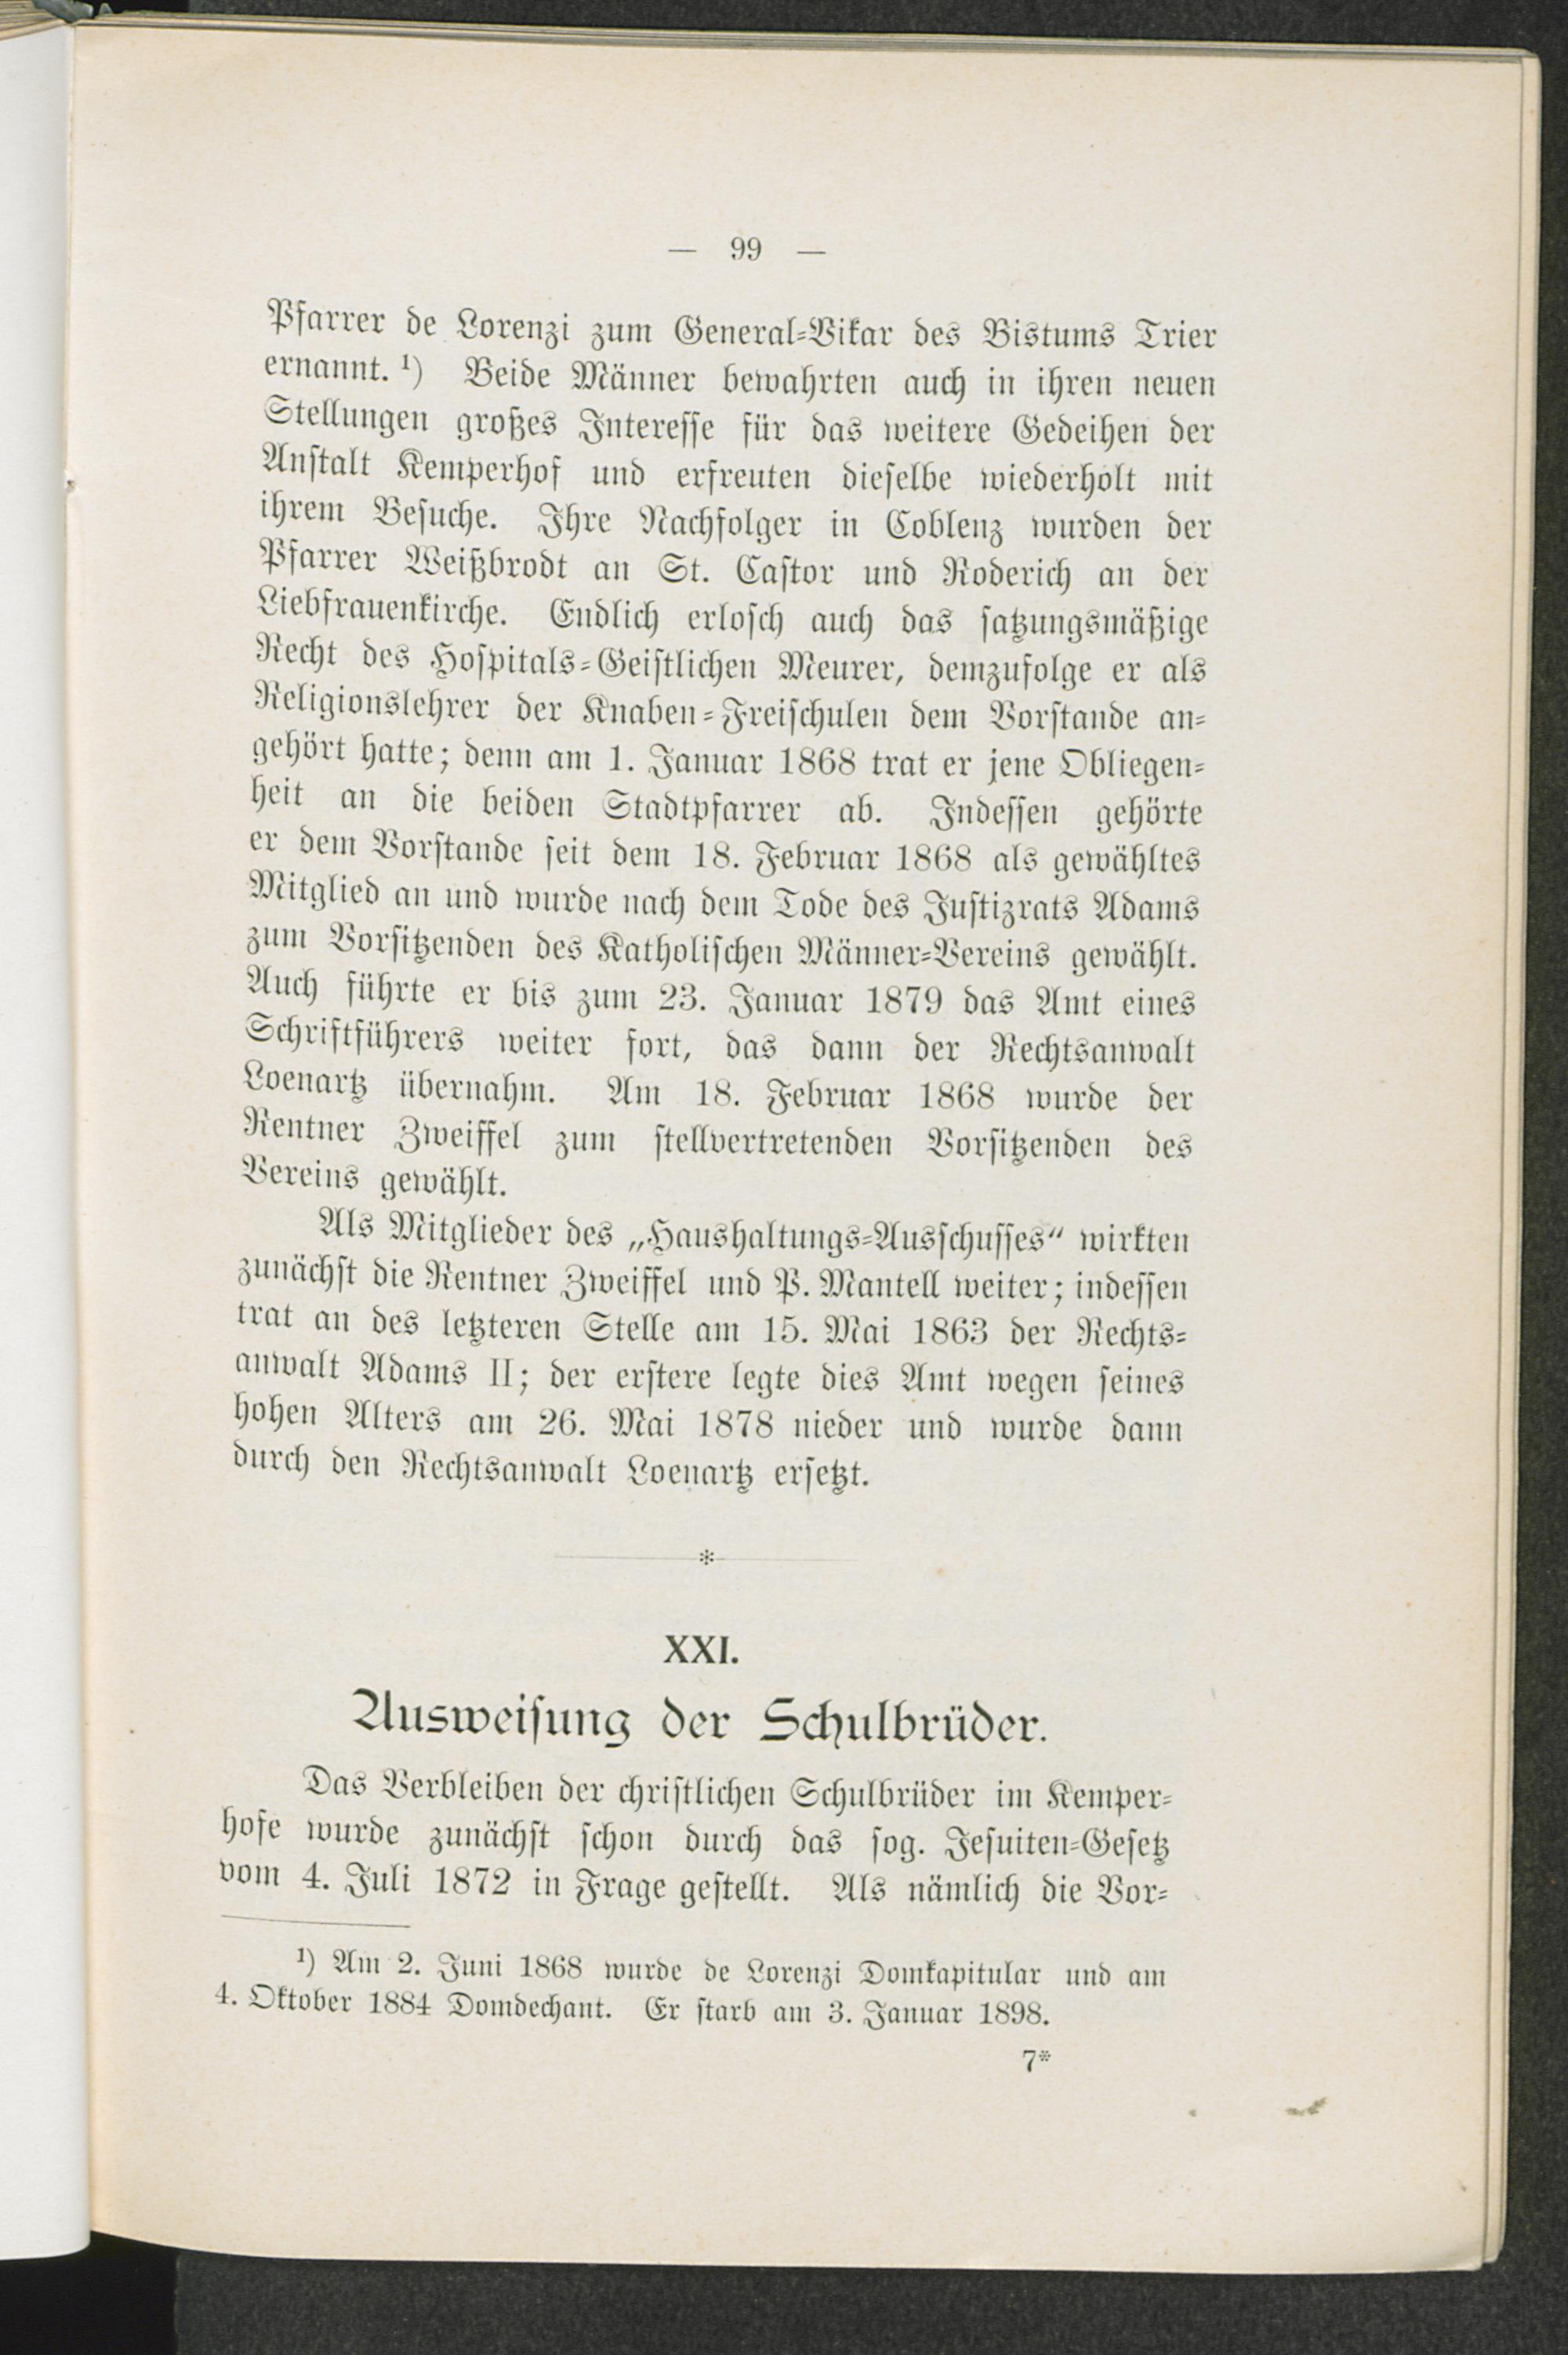 — 99 —
Pfarrer de Lorenzi zum General-Vikar des Bistums Trier
ernannt. ¹) Beide Männer bewahrten auch in ihren neuen
Stellungen großes Interesse für das weitere Gedeihen der
Anstalt Kemperhof und erfreuten dieselbe wiederholt mit
ihrem Besuche. Ihre Nachfolger in Coblenz wurden der
Pfarrer Weißbrodt an St. Castor und Roderich an der
Liebfrauenkirche. Endlich erlosch auch das satzungsmäßige
Recht des Hospitals-Geistlichen Meurer, demzufolge er als
Religionslehrer der Knaben-Freischulen dem Vorstande an-
gehört hatte; denn am 1. Januar 1868 trat er jene Obliegen-
heit an die beiden Stadtpfarrer ab. Indessen gehörte
er dem Vorstande seit dem 18. Februar 1868 als gewähltes
Mitglied an und wurde nach dem Tode des Justizrats Adams
zum Vorsitzenden des Katholischen Männer-Vereins gewählt.
Auch führte er bis zum 23. Januar 1879 das Amt eines
Schriftführers weiter fort, das dann der Rechtsanwalt
Loenartz übernahm. Am 18. Februar 1868 wurde der
Rentner Zweiffel zum stellvertretenden Vorsitzenden des
Vereins gewählt.
Als Mitglieder des „Haushaltungs-Ausschusses“ wirkten
zunächst die Rentner Zweiffel und P. Mantell weiter; indessen
trat an des letzteren Stelle am 15. Mai 1863 der Rechts-
anwalt Adams II; der erstere legte dies Amt wegen seines
hohen Alters am 26. Mai 1878 nieder und wurde dann
durch den Rechtsanwalt Loenartz ersetzt.
*
XXI.
Ausweisung der Schulbrüder.
Das Verbleiben der christlichen Schulbrüder im Kemper-
hofe wurde zunächst schon durch das sog. Jesuiten-Gesetz
vom 4. Juli 1872 in Frage gestellt. Als nämlich die Vor-
¹) Am 2. Juni 1868 wurde de Lorenzi Domkapitular und am
4. Oktober 1884 Domdechant. Er starb am 3. Januar 1898.
7*